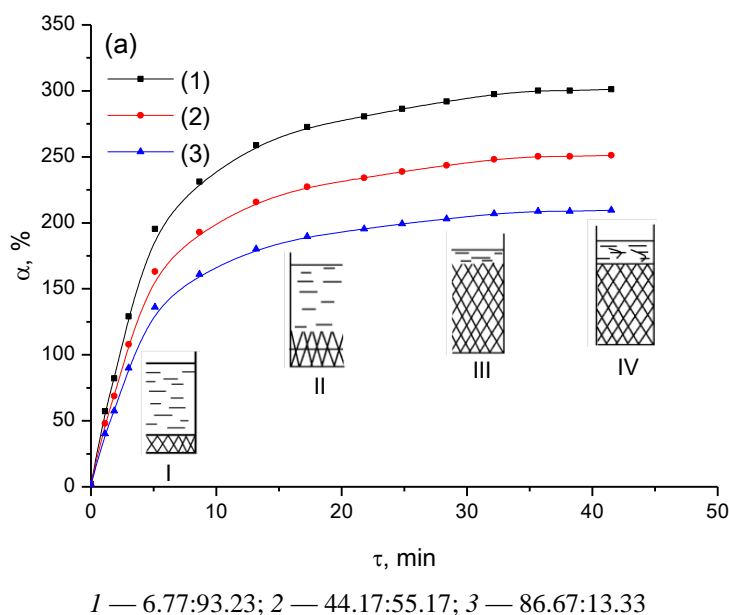 (a)
(1)
(2)
(3)
350
300
250
200
150
100
50
0
α, %
I
II
III
IV
0 10 20 30 40 50
τ, min
1 — 6.77:93.23; 2 — 44.17:55.17; 3 — 86.67:13.33